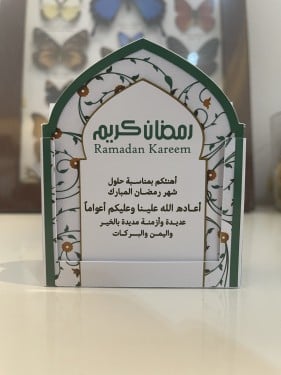 رمضان كريم
Ramadan Kareem
أهنئكم بمناسبة حلول
شهر رمضان المبارك
أعاده الله علينا وعليكم أعواماً
عديدة وأزمنة مديدة بالخير
واليمن والبركات